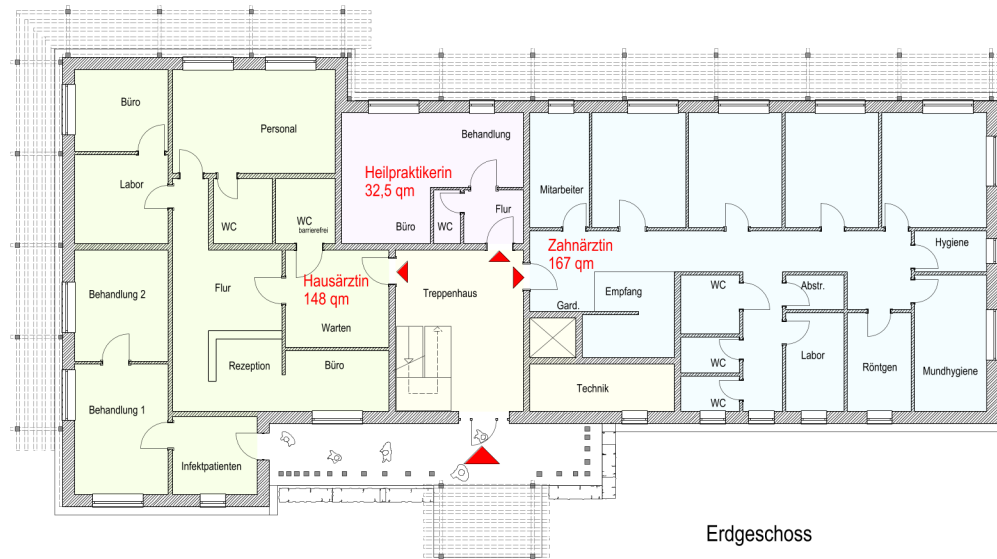 Büro
Personal
Labor
WC
WC
barrierefrei
Behandlung 2
Flur
Hausärztin
148 qm
Warten
Rezeption
Büro
Behandlung 1
Infektpatienten
Behandlung
Heilpraktikerin
32,5 qm
Büro
WC
Flur
Treppenhaus
Mitarbeiter
Zahnärztin
167 qm
Hygiene
Gard.
Empfang
WC
Abstr.
WC
Labor
Röntgen
Mundhygiene
Technik
WC
Erdgeschoss